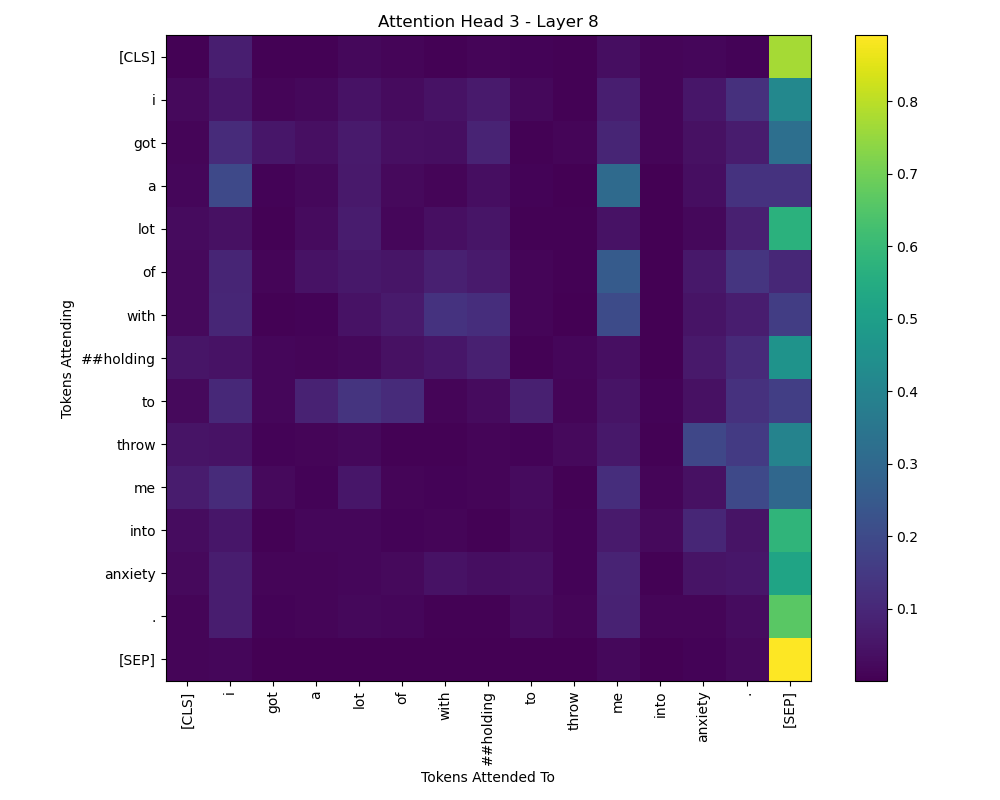 Attention Head 3 - Layer 8
Tokens Attending
[CLS]
i
got
a
lot
of
with
##holding
to
throw
me
into
anxiety
.
[SEP]
[CLS]
i
got
a
lot
of
with
##holding
to
throw
me
into
anxiety
.
[SEP]
Tokens Attended To
0.8
0.7
0.6
0.5
0.4
0.3
0.2
0.1